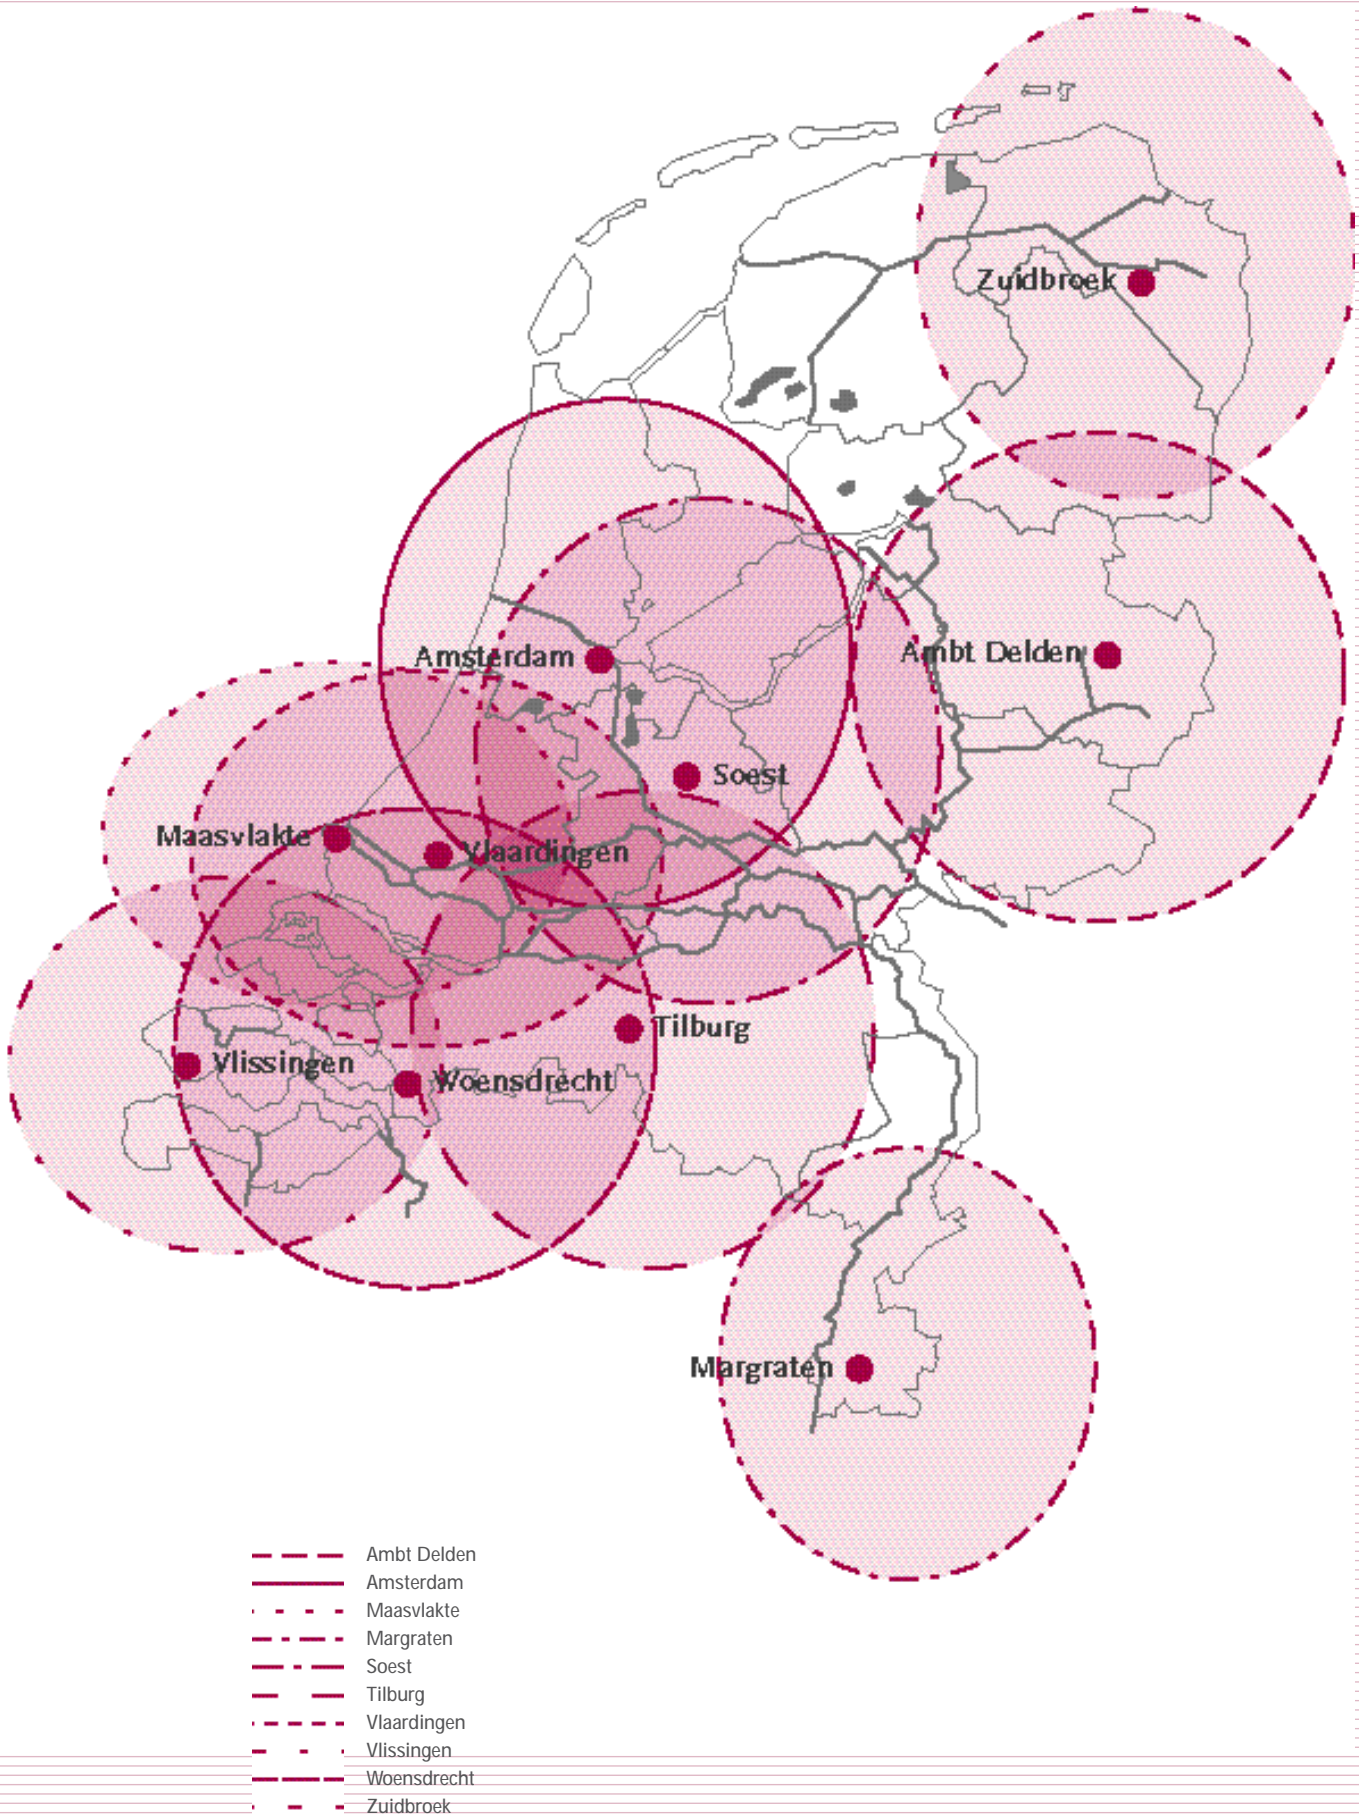 Zuidbroek
Amsterdam
Ambt Delden
Soest
Maasvlakte
Vlaardingen
Tilburg
Vlissingen
Woensdrecht
Margraten
Ambt Delden
Amsterdam
Maasvlakte
Margraten
Soest
Tilburg
Vlaardingen
Vlissingen
Woensdrecht
Zuidbroek